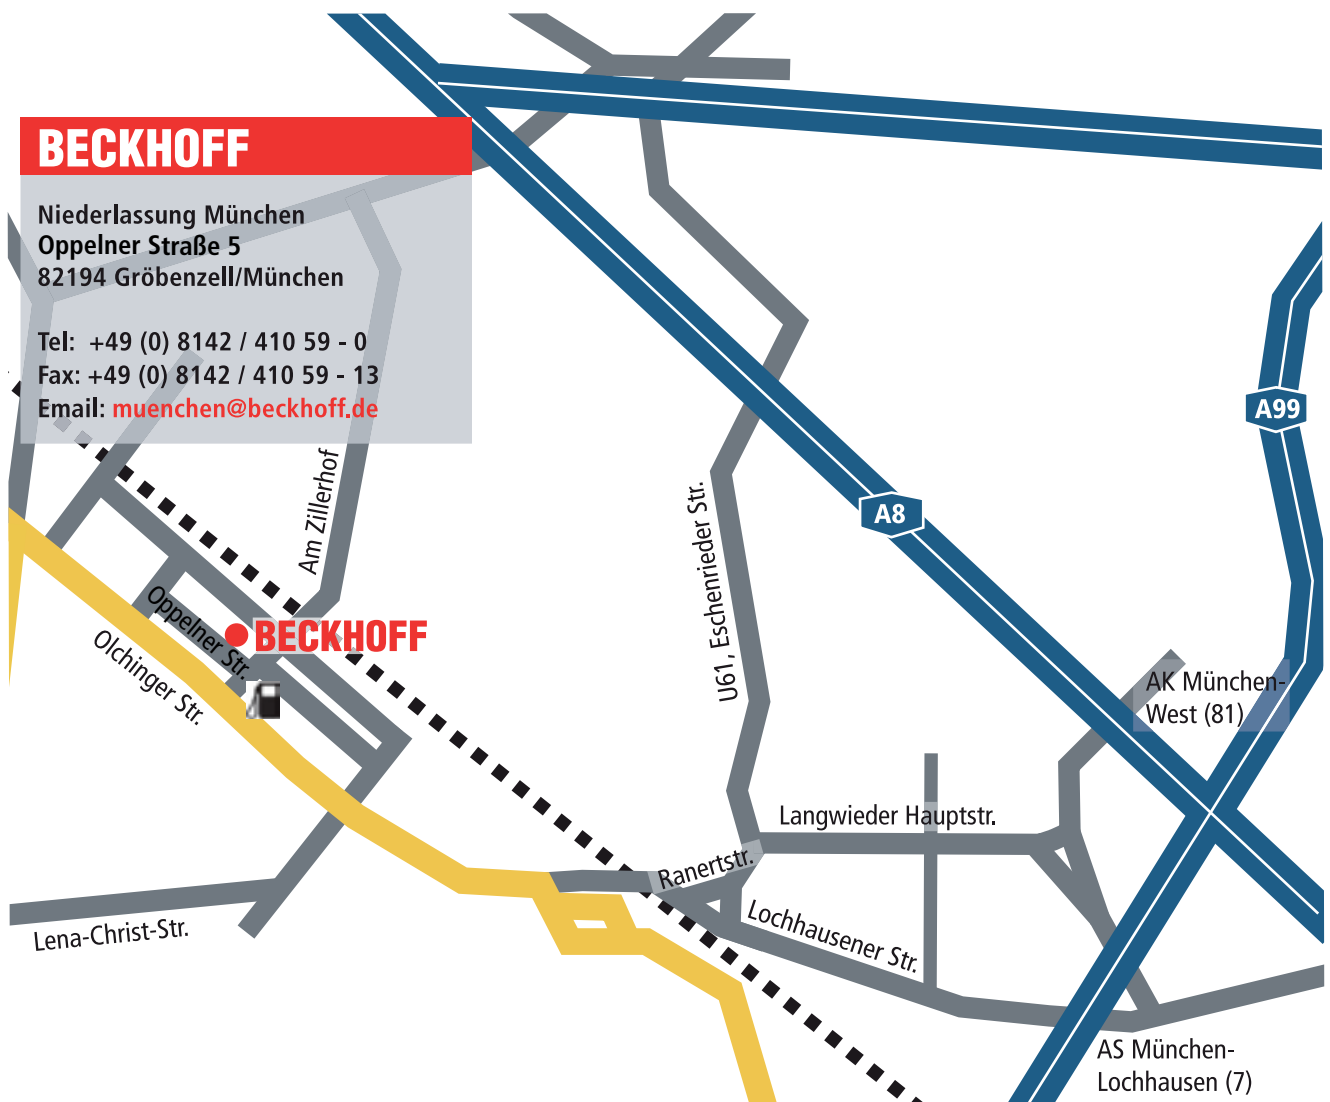 BECKHOFF
Niederlassung München
Oppelner Straße 5
82194 Gröbenzell/München
Tel: +49 (0) 8142 / 410 59 - 0
Fax: +49 (0) 8142 / 410 59 - 13
Email: muenchen@beckhoff.de
A99
A8
Am Zillerhof
U61, Eschenrieder Str.
Oppelner Str.
BECKHOFF
Olchinger Str.
AK München-
West (81)
Langwieder Hauptstr.
Ranertstr.
Lochhausener Str.
Lena-Christ-Str.
AS München-
Lochhausen (7)